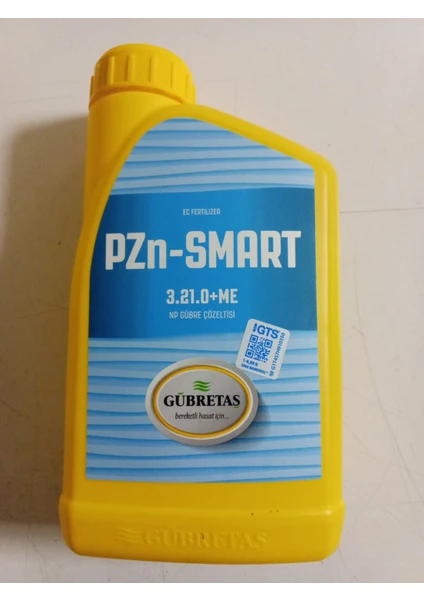 EC FERTILIZER
PZn-SMART
3.21.0+ME
NP GÜBRE ÇÖZELTİSİ
GTS
GÜBRETAŞ
bereketli hasat için...
GÜBRETAŞ